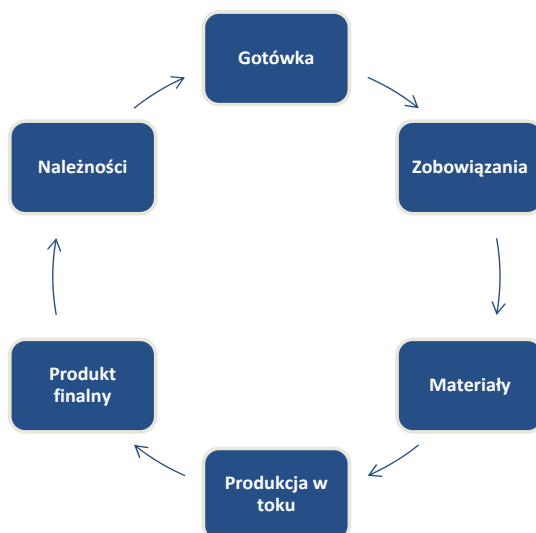 Gotówka
Zobowiązania
Materiały
Produkcja w
toku
Produkt
finalny
Należności